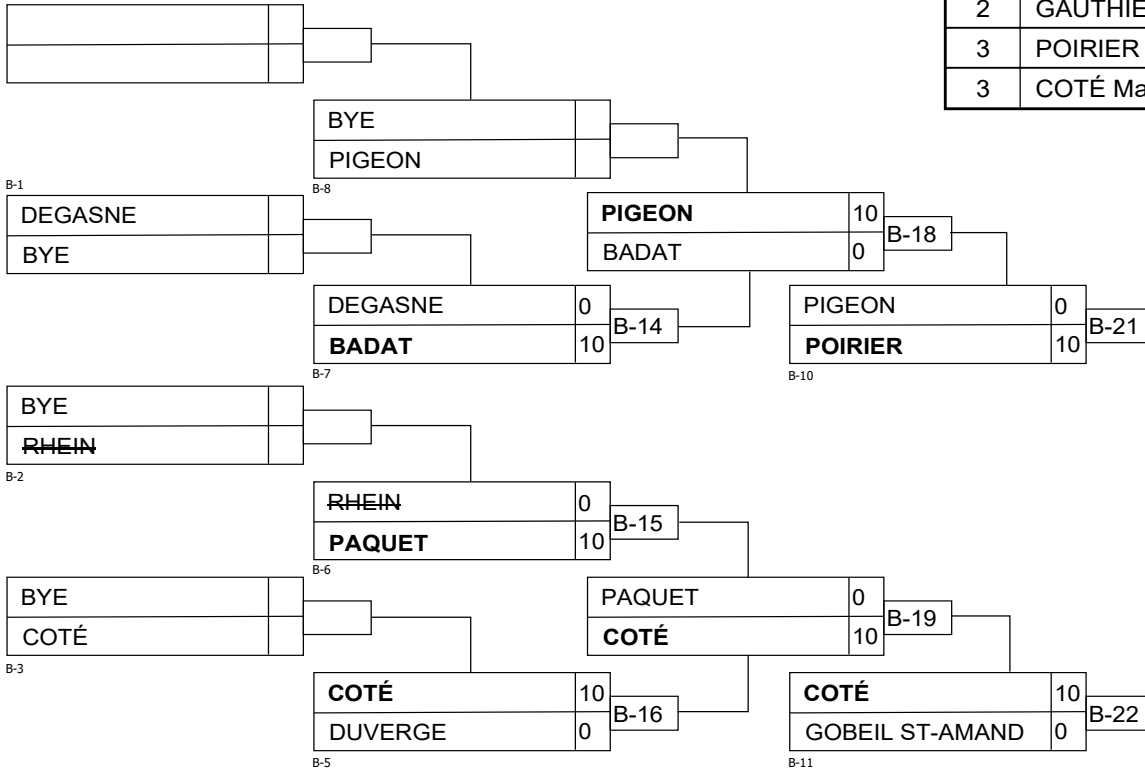 2 GAUTHIE
3 POIRIER
3 COTÉ Ma
BYE
PIGEON
B-1
B-8
DEGASNE
BYE
PIGEON 10
BADAT 0
B-18
DEGASNE 0
BADAT 10
B-14
B-7
PIGEON 0
POIRIER 10
B-21
B-10
BYE
RHEIN
B-2
RHEIN 0
PAQUET 10
B-15
B-6
BYE
COTÉ
B-3
PAQUET 0
COTÉ 10
B-19
COTÉ 10
DUVERGE 0
B-16
B-5
COTÉ 10
GOBEIL ST-AMAND 0
B-22
B-11